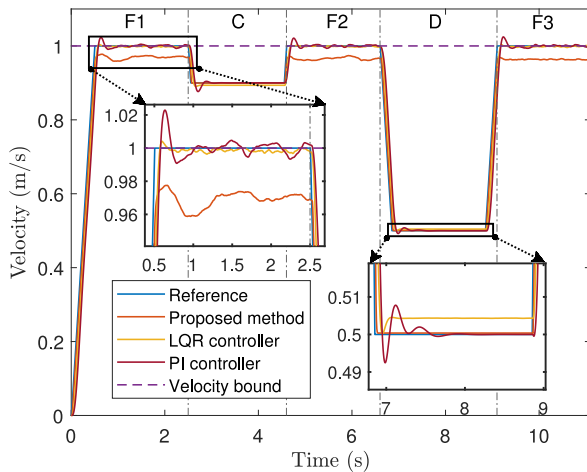 F1 C F2 D F3
1
0.8
0.6
0.4
0.2
0
Velocity (m/s)
1.02
1
0.98
0.96
0.5 1 1.5 2 2.5
Reference
Proposed method
LQR controller
PI controller
Velocity bound
0.51
0.5
0.49
7 8 9
0 2 4 6 8 10
Time (s)